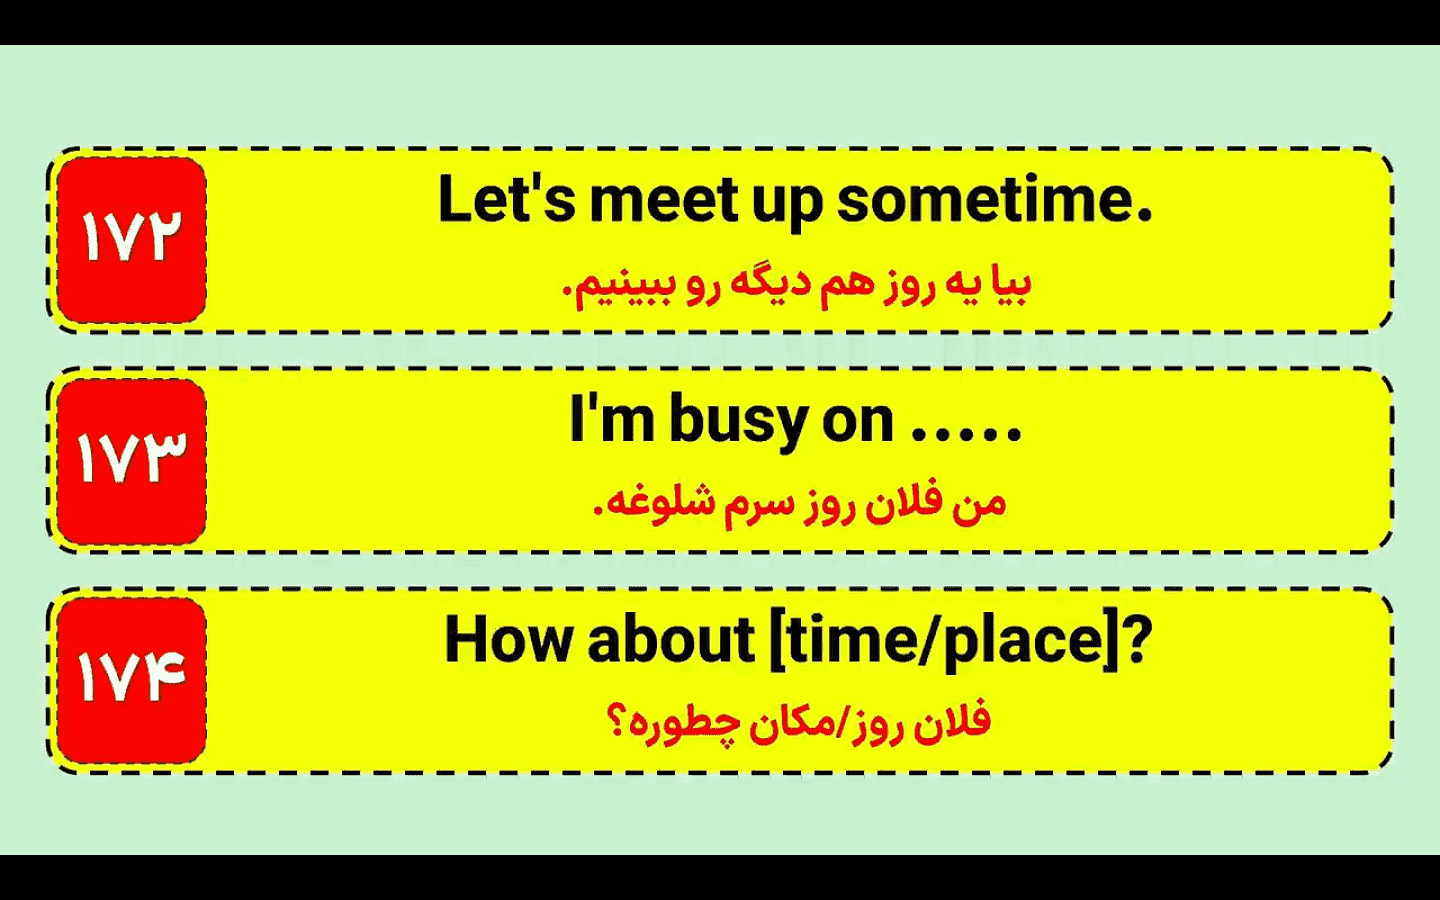 ۱۷۲
Let's meet up sometime.
بیا یه روز هم دیگه رو ببینیم.
۱۷۳
I'm busy on .....
من فلان روز سرم شلوغه.
۱۷۴
How about [time/place]?
فلان روز/مکان چطوره؟